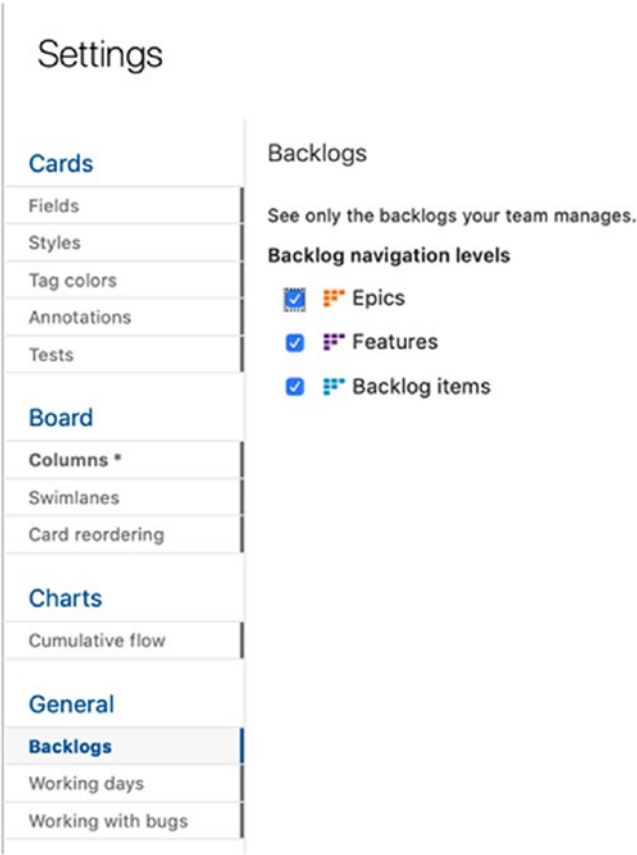 Settings
Cards
Fields
Styles
Tag colors
Annotations
Tests
Board
Columns *
Swimlanes
Card reordering
Charts
Cumulative flow
General
Backlogs
Working days
Working with bugs
Backlogs
See only the backlogs your team manages.
Backlog navigation levels
Epics
Features
Backlog items